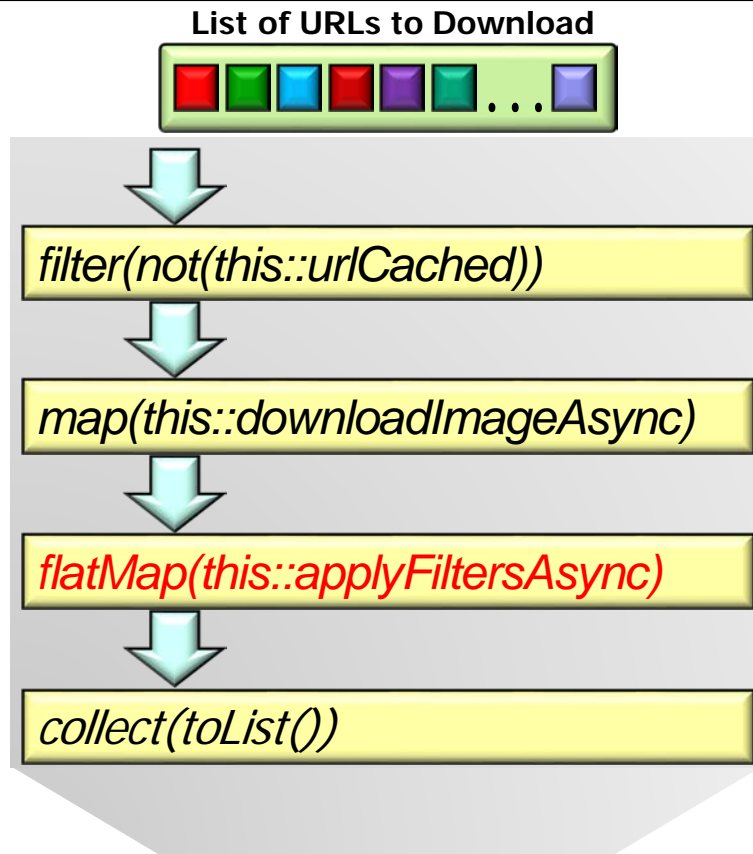 List of URLs to Download
...
filter(not(this::urlCached))
map(this::downloadImageAsync)
flatMap(this::applyFiltersAsync)
collect(toList())